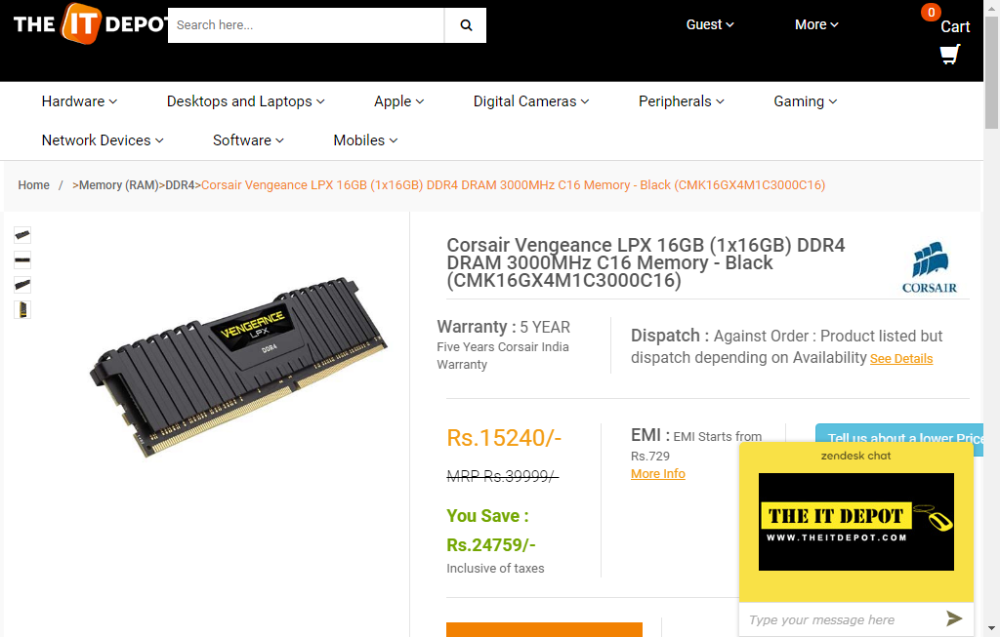 THE IT DEPOT
Search here...
Guest
More
0
Cart
Hardware
Desktops and Laptops
Apple
Digital Cameras
Peripherals
Gaming
Network Devices
Software
Mobiles
Home / >Memory (RAM)>DDR4>Corsair Vengeance LPX 16GB (1x16GB) DDR4 DRAM 3000MHz C16 Memory - Black (CMK16GX4M1C3000C16)
VENGEANCE
LPX
DDR4
Corsair Vengeance LPX 16GB (1x16GB) DDR4
DRAM 3000MHz C16 Memory - Black
(CMK16GX4M1C3000C16)
CORSAIR
Warranty : 5 YEAR
Five Years Corsair India
Warranty
Dispatch : Against Order : Product listed but
dispatch depending on Availability See Details
Rs.15240/-
MRP Rs.39999/-
You Save :
Rs.24759/-
Inclusive of taxes
EMI : EMI Starts from
Rs.729
More Info
Tell us about a lower Price
zendesk chat
THE IT DEPOT
WWW.THEITDEPOT.COM
Type your message here